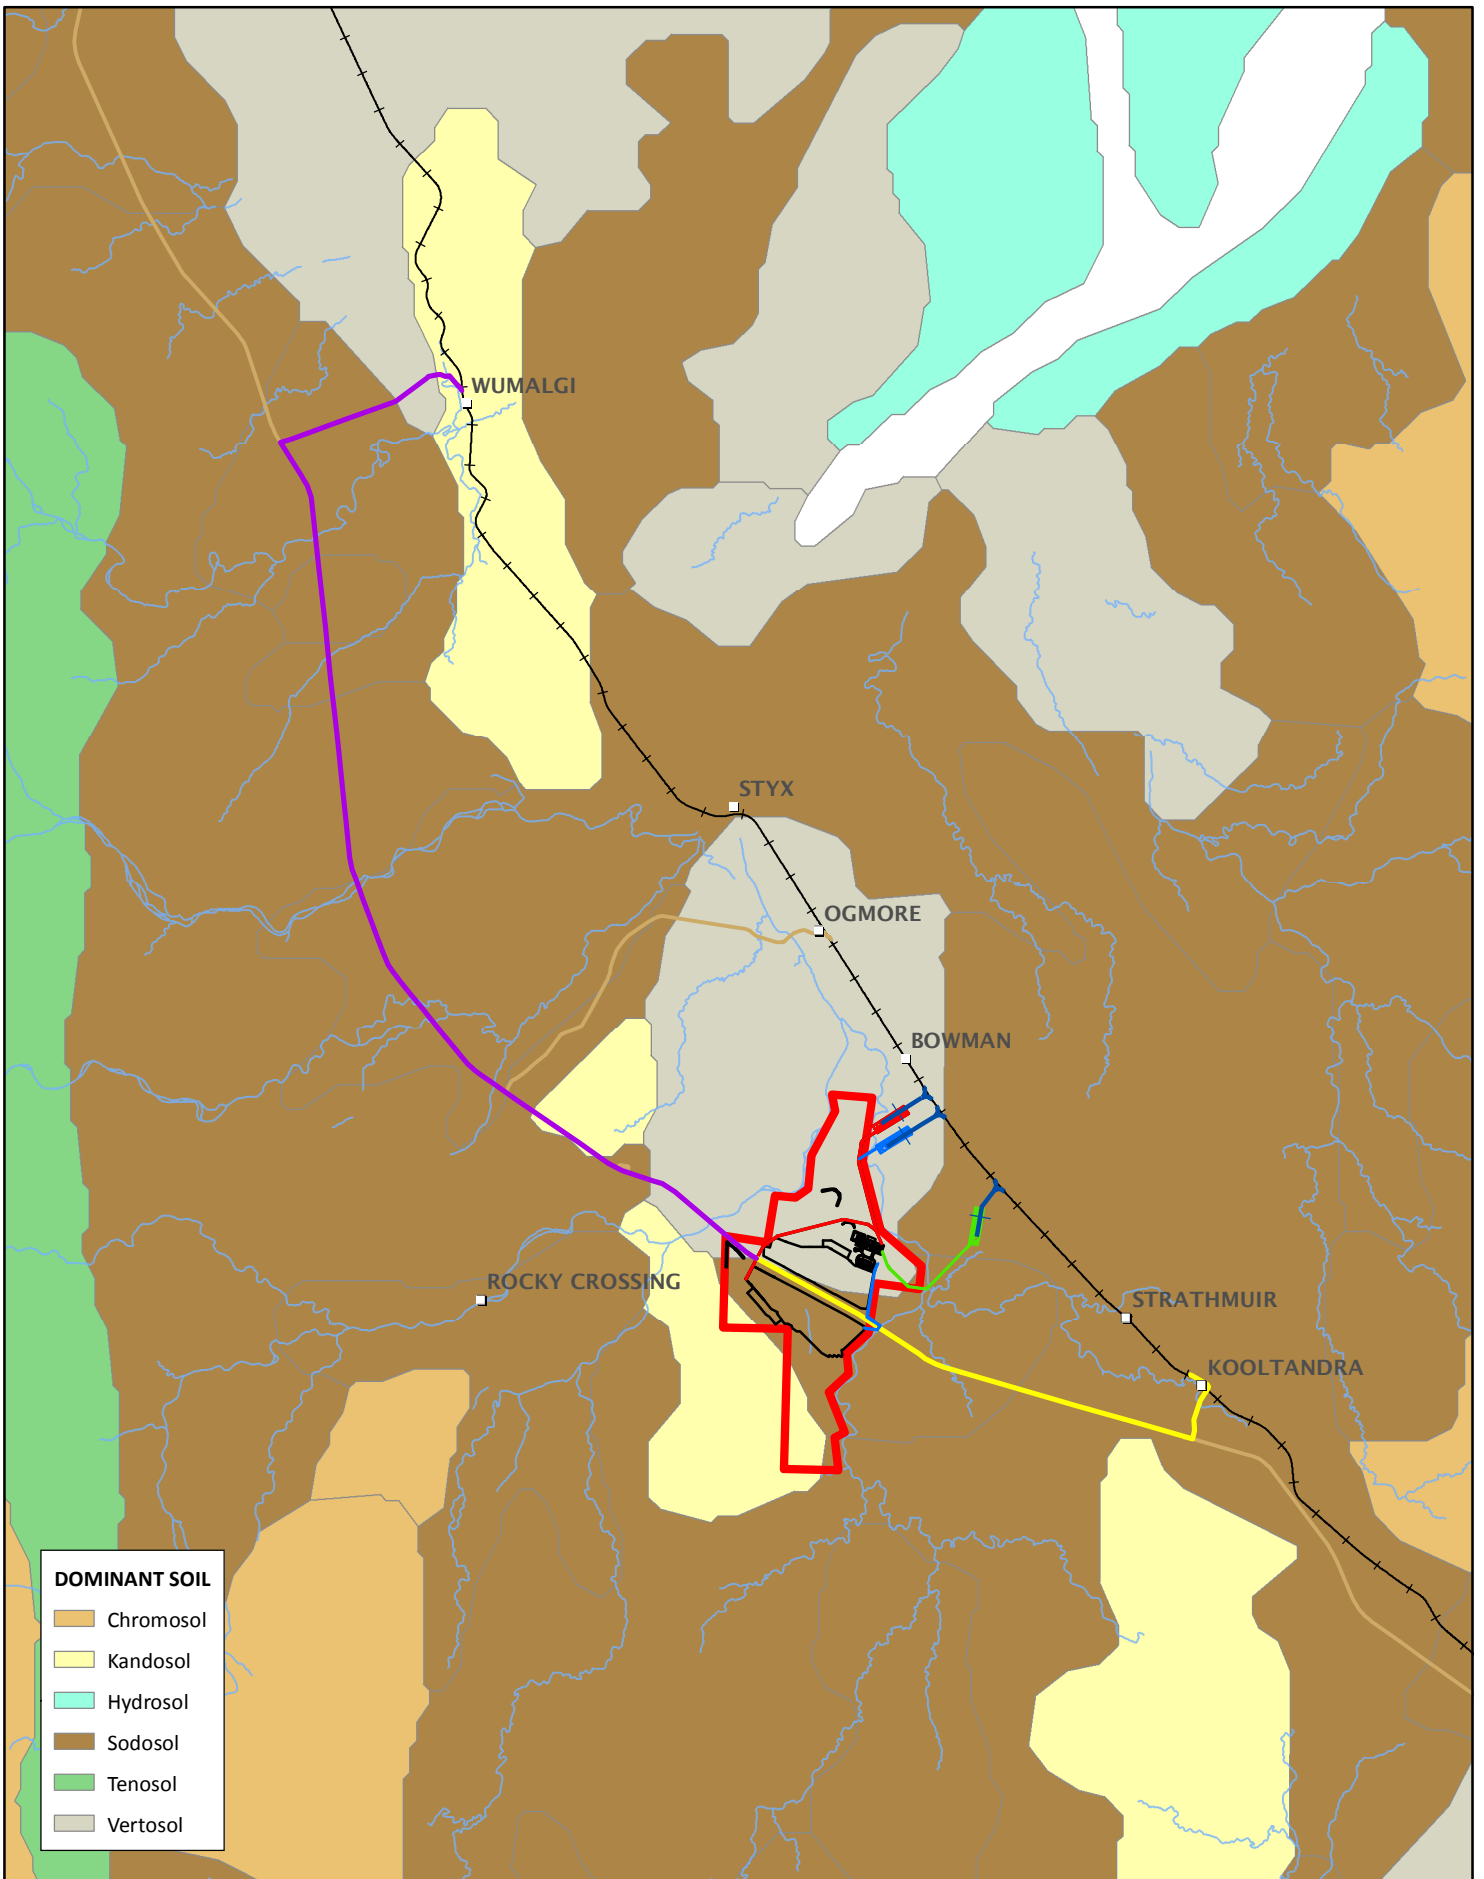 WUMALGI
STYX
OGMORE
BOWMAN
ROCKY CROSSING
STRATHMUIR
KOOLTANDRA
DOMINANT SOIL
Chromosol
Kandosol
Hydrosol
Sodosol
Tenosol
Vertosol